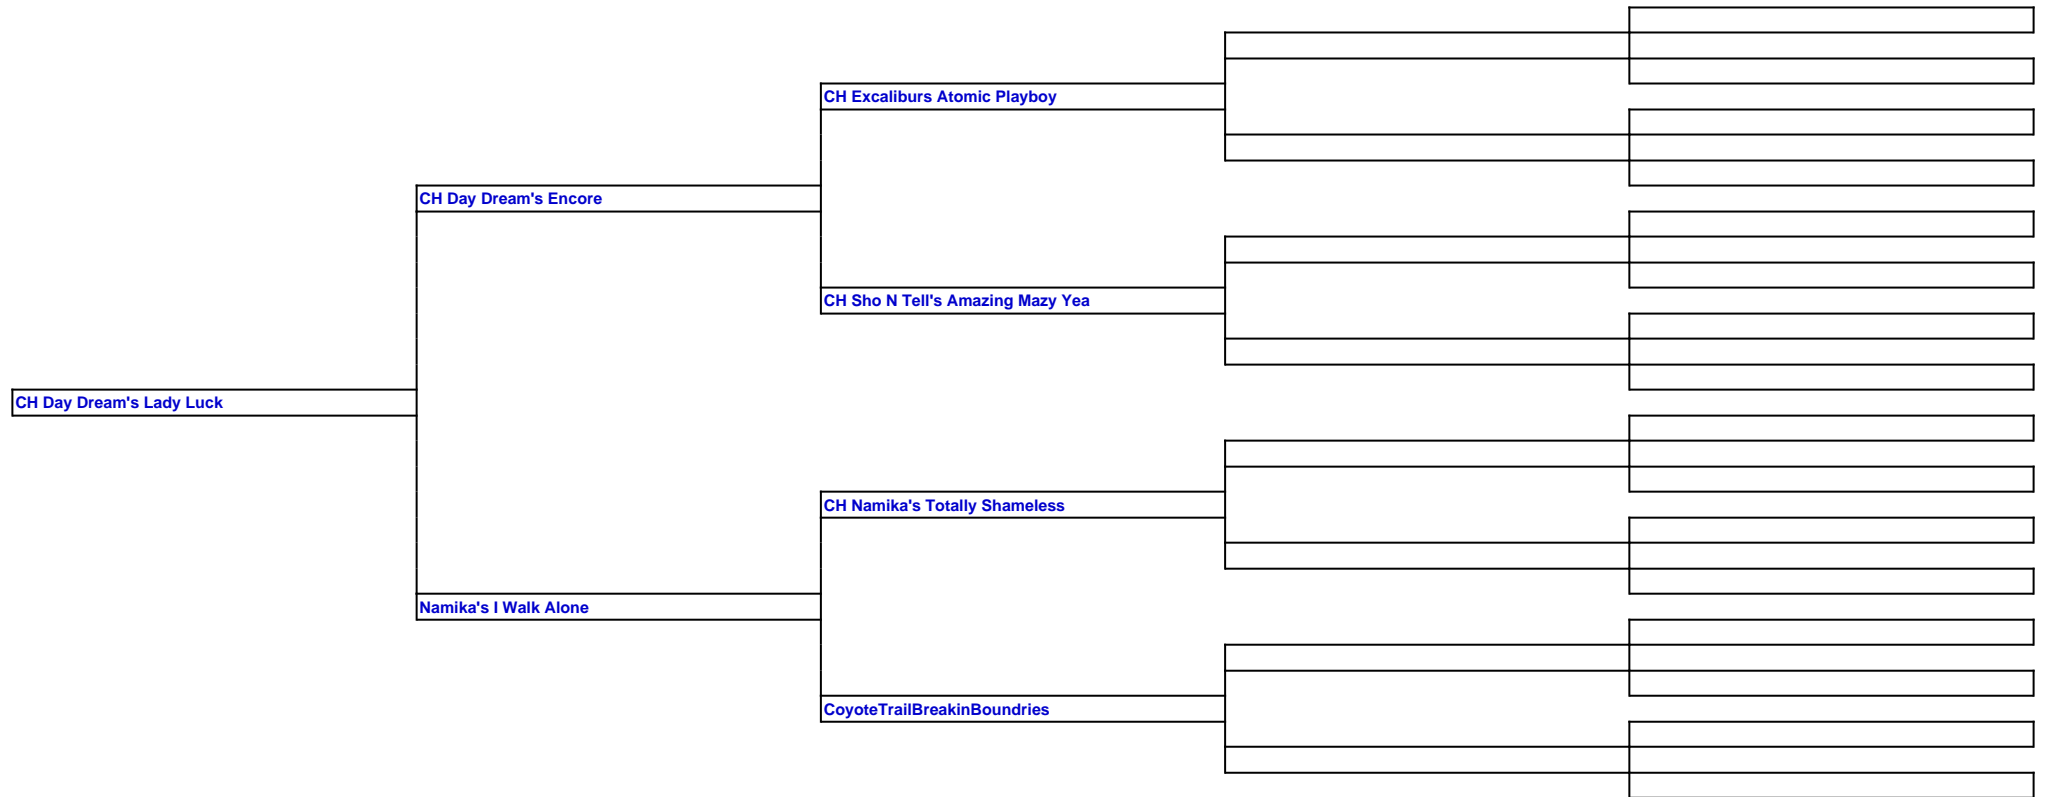 CH Excaliburs Atomic Playboy
CH Day Dream's Encore
CH Sho N Tell's Amazing Mazy Yea
CH Day Dream's Lady Luck
CH Namika's Totally Shameless
Namika's I Walk Alone
CoyoteTrailBreakinBoundries